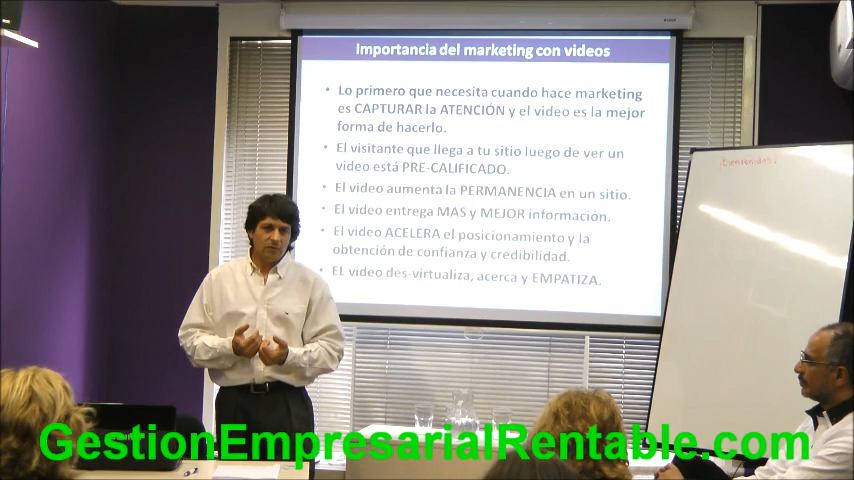 Importancia del marketing con videos
• Lo primero que necesita cuando hace marketing
es CAPTURAR la ATENCIÓN y el video es la mejor
forma de hacerlo.
• El visitante que llega a tu sitio luego de ver un
video está PRE-CALIFICADO.
• El video aumenta la PERMANENCIA en un sitio.
• El video entrega MAS y MEJOR información.
• El video ACELERA el posicionamiento y la
obtención de confianza y credibilidad.
• EL video des-virtualiza, acerca y EMPATIZA.
¡Bienvenidos!
GestionEmpresarialRentable.com